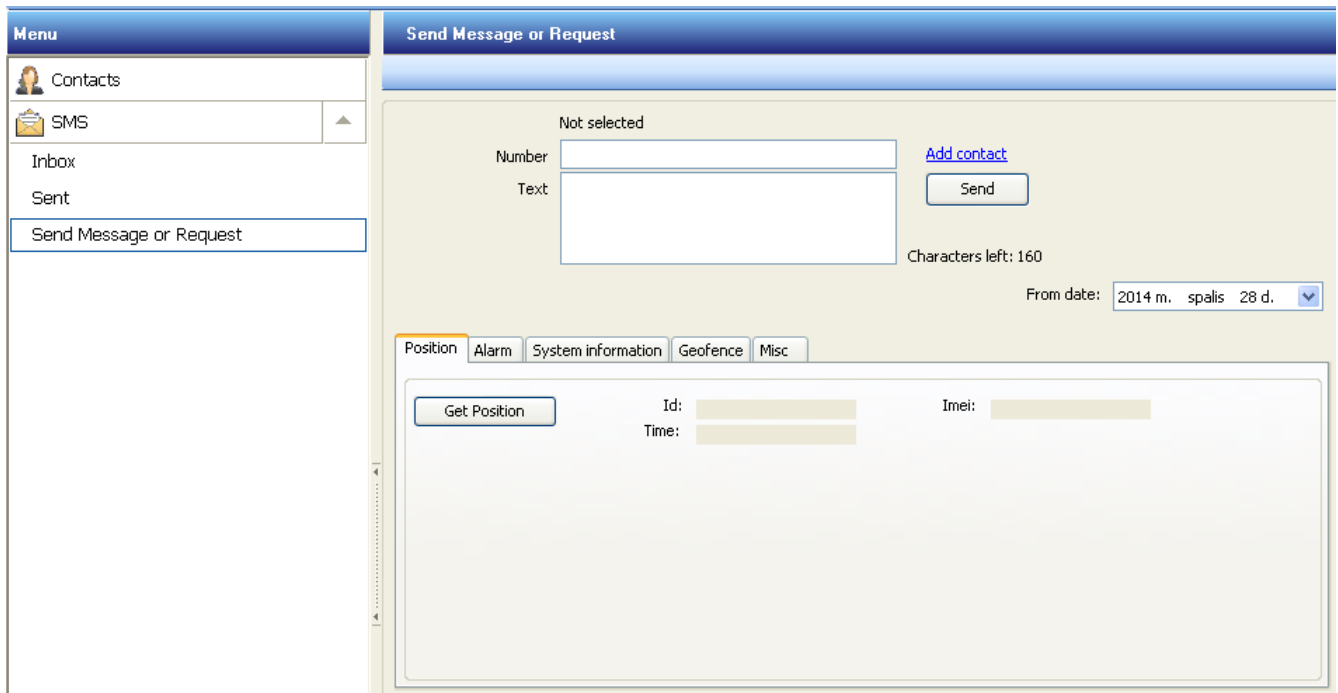 Menu
Contacts
SMS
Inbox
Sent
Send Message or Request
Send Message or Request
Not selected
Number
Add contact
Text
Send
Characters left: 160
From date: 2014 m. spalis 28 d.
Position Alarm System information Geofence Misc
Get Position Id: Imei:
Time: